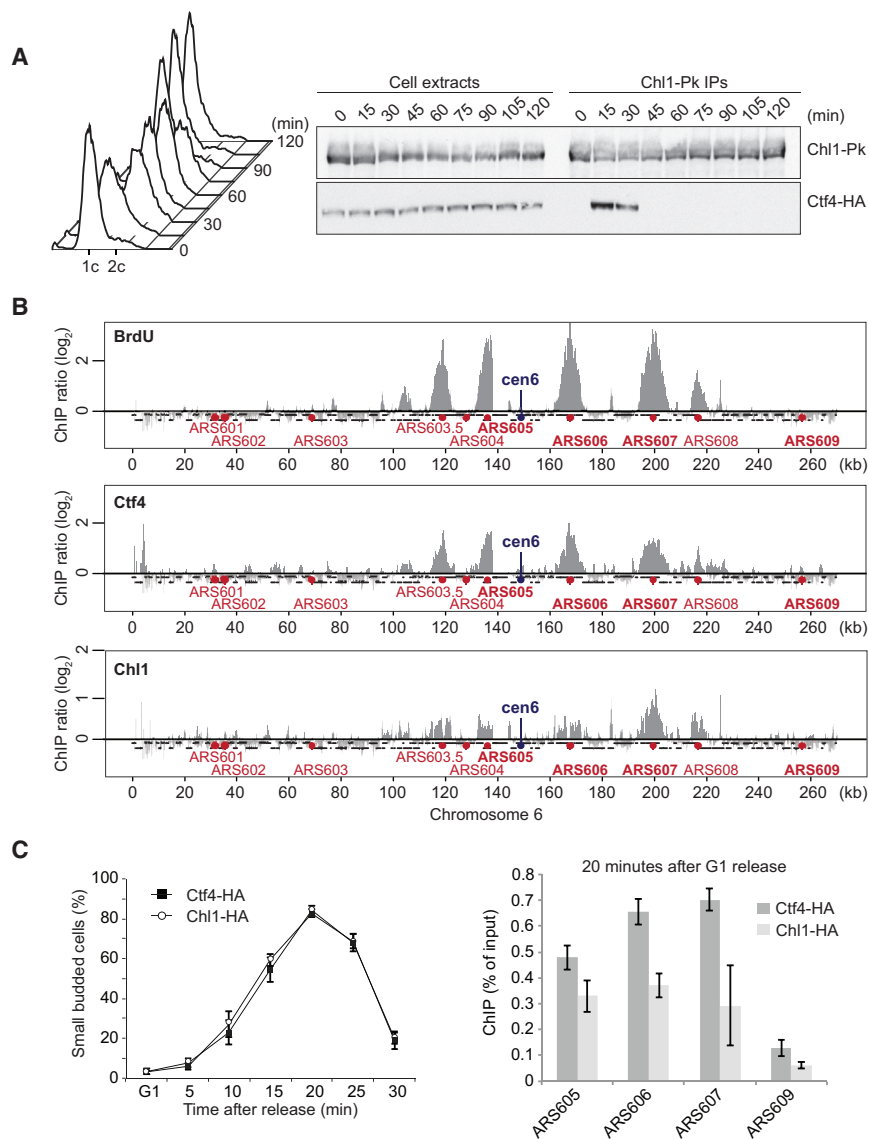 A
(min)
120
90
60
30
0
1c 2c
Cell extracts
Chl1-Pk IPs
0 15 30 45 60 75 90 105 120
0 15 30 45 60 75 90 105 120
(min)
Chl1-Pk
Ctf4-HA
B
BrdU
ChIP ratio (log2)
2
0
cen6
ARS601 ARS603.5 ARS605
ARS602 ARS603 ARS604 ARS606 ARS607 ARS608 ARS609
0 20 40 60 80 100 120 140 160 180 200 220 240 260 (kb)
Ctf4
ChIP ratio (log2)
2
0
cen6
ARS601 ARS603.5 ARS605
ARS602 ARS603 ARS604 ARS606 ARS607 ARS608 ARS609
0 20 40 60 80 100 120 140 160 180 200 220 240 260 (kb)
Chl1
ChIP ratio (log2)
2
1
0
cen6
ARS601 ARS603.5 ARS605
ARS602 ARS603 ARS604 ARS606 ARS607 ARS608 ARS609
0 20 40 60 80 100 120 140 160 180 200 220 240 260 (kb)
Chromosome 6
C
Small budded cells (%)
100
80
60
40
20
0
Ctf4-HA
Chl1-HA
G1 5 10 15 20 25 30
Time after release (min)
20 minutes after G1 release
ChIP (% of input)
0.8
0.7
0.6
0.5
0.4
0.3
0.2
0.1
0
Ctf4-HA
Chl1-HA
ARS605
ARS606
ARS607
ARS609